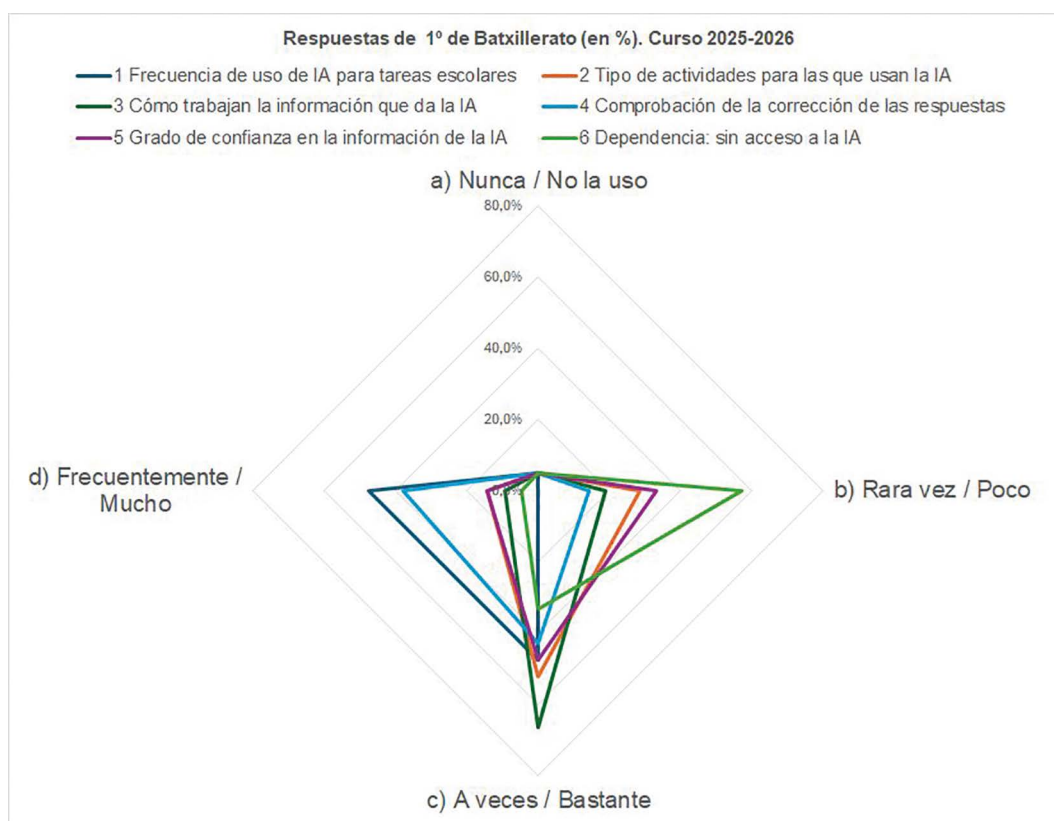 Respuestas de 1º de Batxillerato (en %). Curso 2025-2026
1 Frecuencia de uso de IA para tareas escolares
2 Tipo de actividades para las que usan la IA
3 Cómo trabajan la información que da la IA
4 Comprobación de la corrección de las respuestas
5 Grado de confianza en la información de la IA
6 Dependencia: sin acceso a la IA
a) Nunca / No la uso
80,0%
60,0%
40,0%
20,0%
0,0%
d) Frecuentemente /
Mucho
b) Rara vez / Poco
c) A veces / Bastante